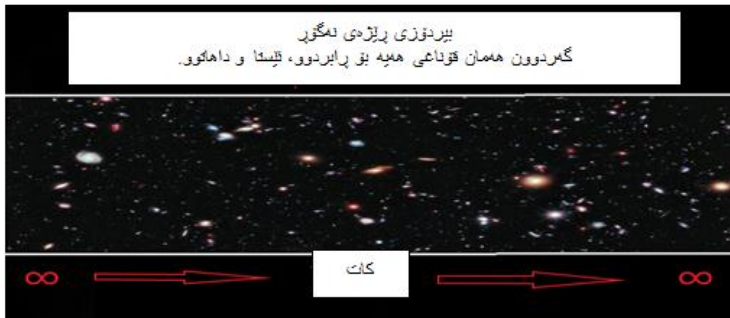 بیردۆزی ڕێژەی نەگۆڕ
گەردوون هەمان قۆناغی هەیە بۆ ڕابردوو، ئێستا و داهاتوو.
∞ کات ∞